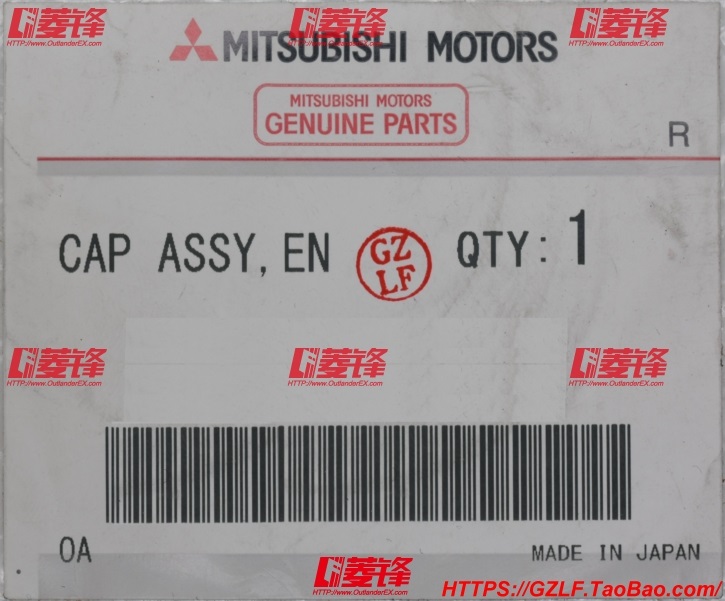 菱锋 菱锋 菱锋
HTTP://www.OutlanderEX.com HTTP://www.OutlanderEX.com HTTP://www.OutlanderEX.com
MITSUBISHI MOTORS
MITSUBISHI MOTORS
GENUINE PARTS
R
CAP ASSY, EN GZ LF QTY: 1
菱锋 菱锋 菱锋
HTTP://www.OutlanderEX.com HTTP://www.OutlanderEX.com HTTP://www.OutlanderEX.com
0A MADE IN JAPAN
菱锋
HTTP://www.OutlanderEX.com
HTTPS://GZLF.TaoBao.com/